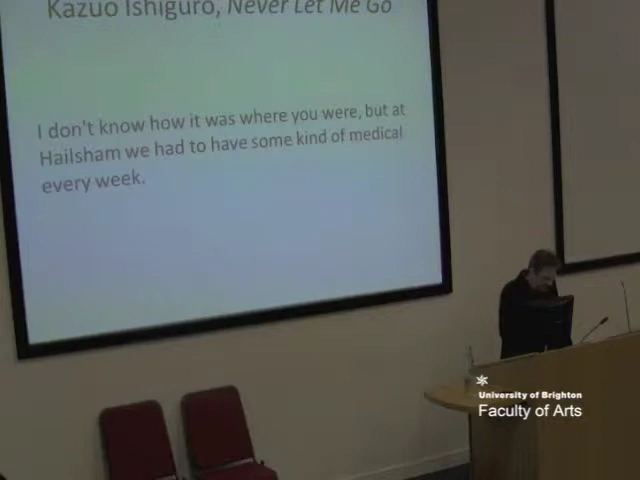 Kazuo Ishiguro, Never Let Me Go
I don't know how it was where you were, but at
Hailsham we had to have some kind of medical
every week.
University of Brighton
Faculty of Arts